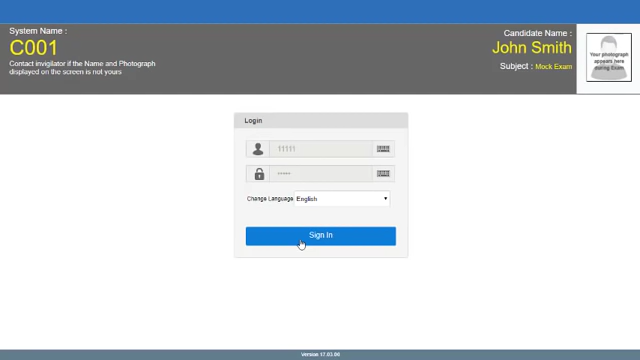 System Name :
C001
Contact invigilator if the Name and Photograph
displayed on the screen is not yours
Candidate Name :
John Smith
Subject : Mock Exam
Your photograph
appears here
during Exam
Login
11111
•••••
Change Language English
Sign In
Version 17.03.00